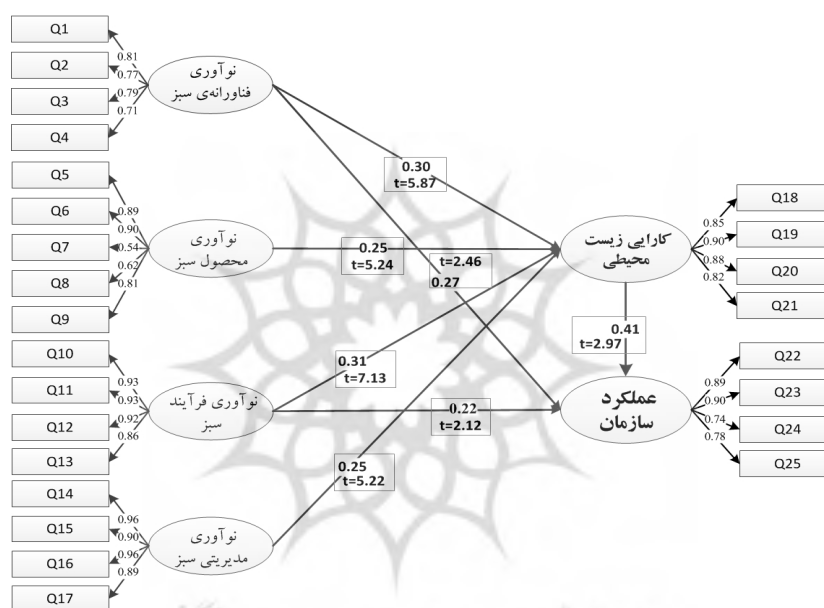 Q1
Q2
Q3
Q4
0.81
0.77
0.79
0.71
نوآوری
فناورانه‌ی سبز
Q5
Q6
Q7
Q8
Q9
0.89
0.90
0.54
0.62
0.81
نوآوری
محصول سبز
Q10
Q11
Q12
Q13
0.93
0.93
0.92
0.86
نوآوری فرآیند
سبز
Q14
Q15
Q16
Q17
0.96
0.90
0.96
0.89
نوآوری
مدیریتی سبز
0.30
t=5.87
0.25
t=5.24
t=2.46
0.27
0.31
t=7.13
0.22
t=2.12
0.25
t=5.22
کارایی زیست
محیطی
0.41
t=2.97
عملکرد
سازمان
0.85
0.90
0.88
0.82
Q18
Q19
Q20
Q21
0.89
0.90
0.74
0.78
Q22
Q23
Q24
Q25